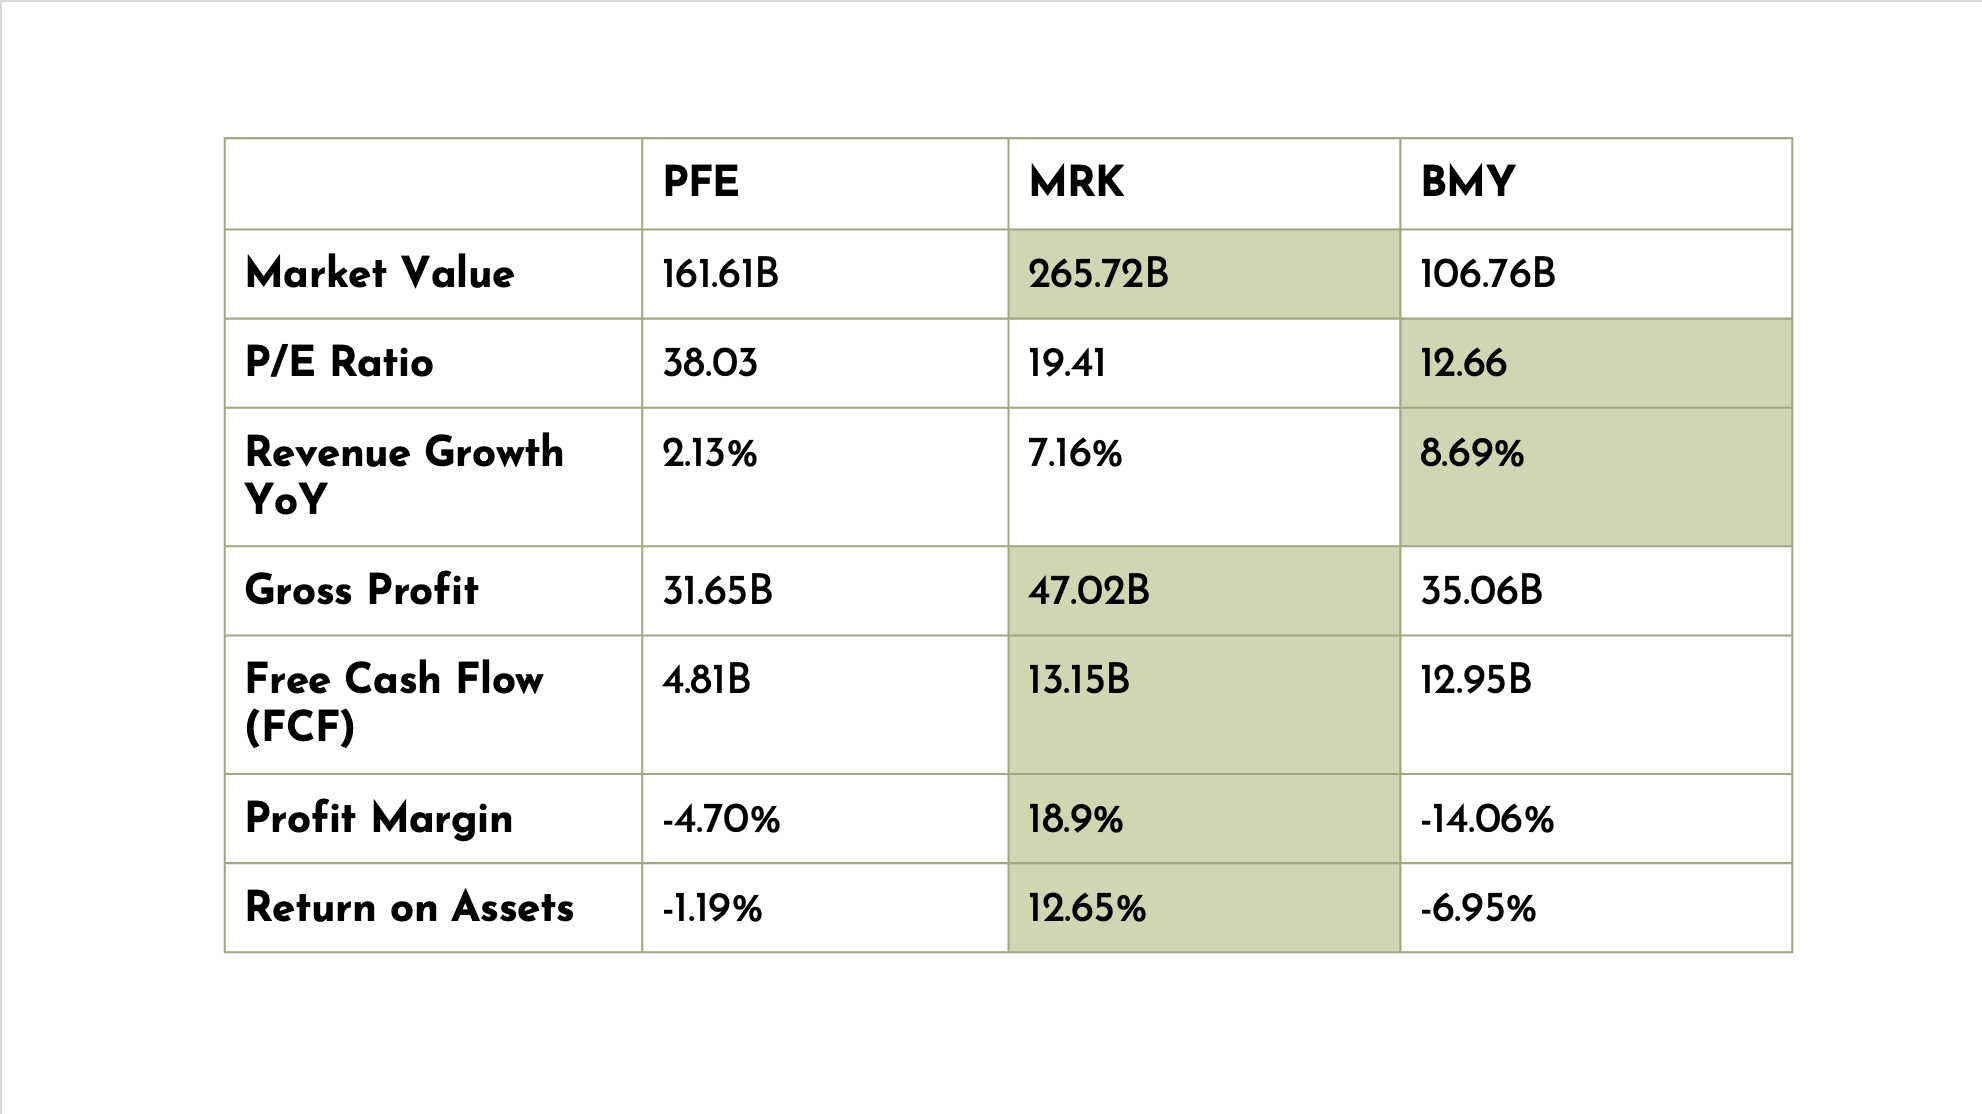 PFE MRK BMY
Market Value 161.61B 265.72B 106.76B
P/E Ratio 38.03 19.41 12.66
Revenue Growth 2.13% 7.16% 8.69%
YoY
Gross Profit 31.65B 47.02B 35.06B
Free Cash Flow 4.81B 13.15B 12.95B
(FCF)
Profit Margin -4.70% 18.9% -14.06%
Return on Assets -1.19% 12.65% -6.95%